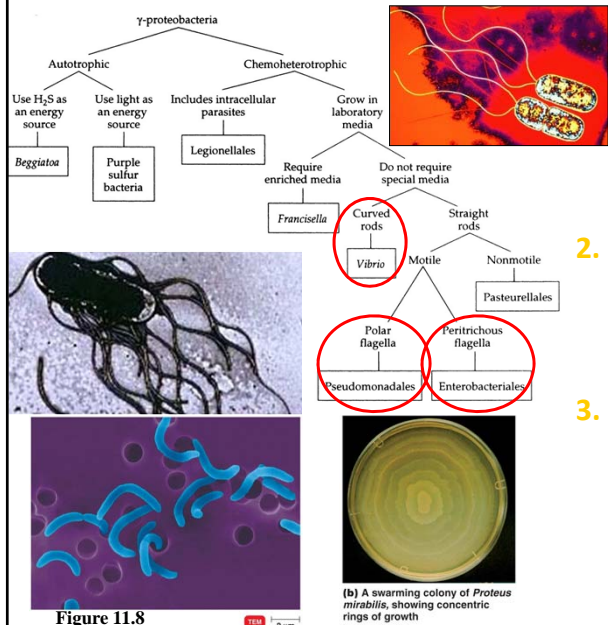 γ-proteobacteria
Autotrophic
Chemoheterotrophic
Use H₂S as
an energy
source
Use light as
an energy
source
Includes intracellular
parasites
Grow in
laboratory
media
Beggiatoa
Purple
sulfur
bacteria
Legionellales
Require
enriched media
Do not require
special media
Francisella
Curved
rods
Straight
rods
2.
Vibrio
Motile
Nonmotile
Pasteurellales
Polar
flagella
Peritrichous
flagella
Pseudomonadales
Enterobacteriales
3.
(b) A swarming colony of Proteus
mirabilis, showing concentric
rings of growth
Figure 11.8
TEM